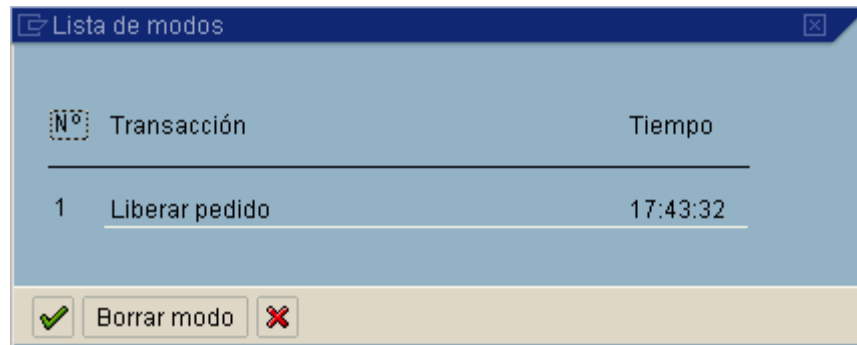 Lista de modos
Nº Transacción Tiempo
1 Liberar pedido 17:43:32
Borrar modo